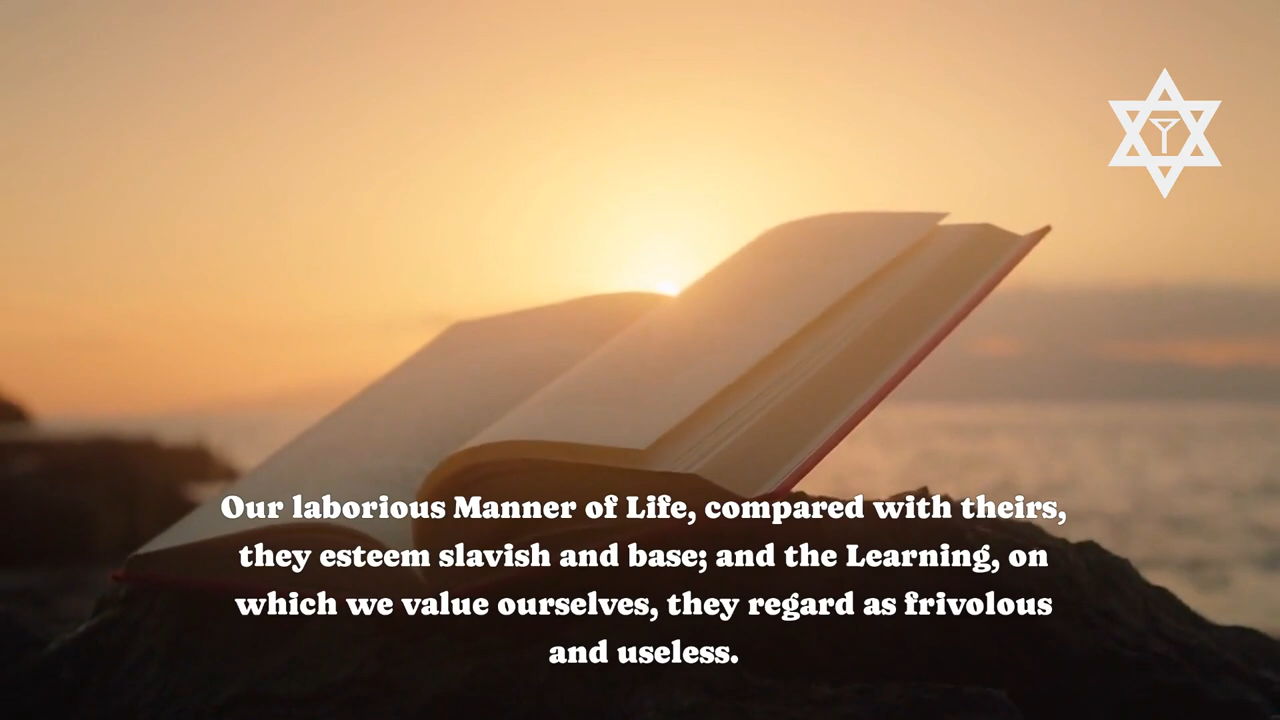 Our laborious Manner of Life, compared with theirs,
they esteem slavish and base; and the Learning, on
which we value ourselves, they regard as frivolous
and useless.